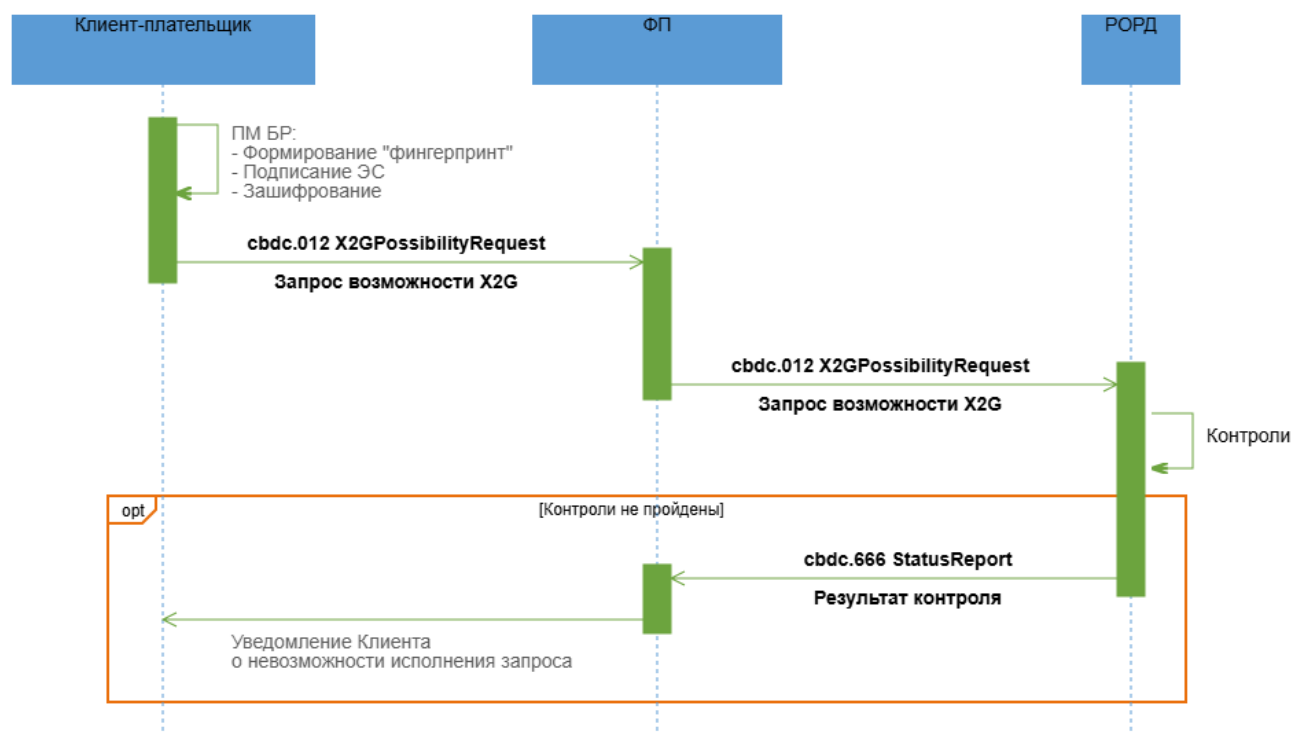 Клиент-плательщик
ФП
РОРД
ПМ БР:
- Формирование "фингерпринт"
- Подписание ЭС
- Зашифрование
cbdc.012 X2GPossibilityRequest
Запрос возможности X2G
cbdc.012 X2GPossibilityRequest
Запрос возможности X2G
Контроли
opt
[Контроли не пройдены]
cbdc.666 StatusReport
Результат контроля
Уведомление Клиента
о невозможности исполнения запроса